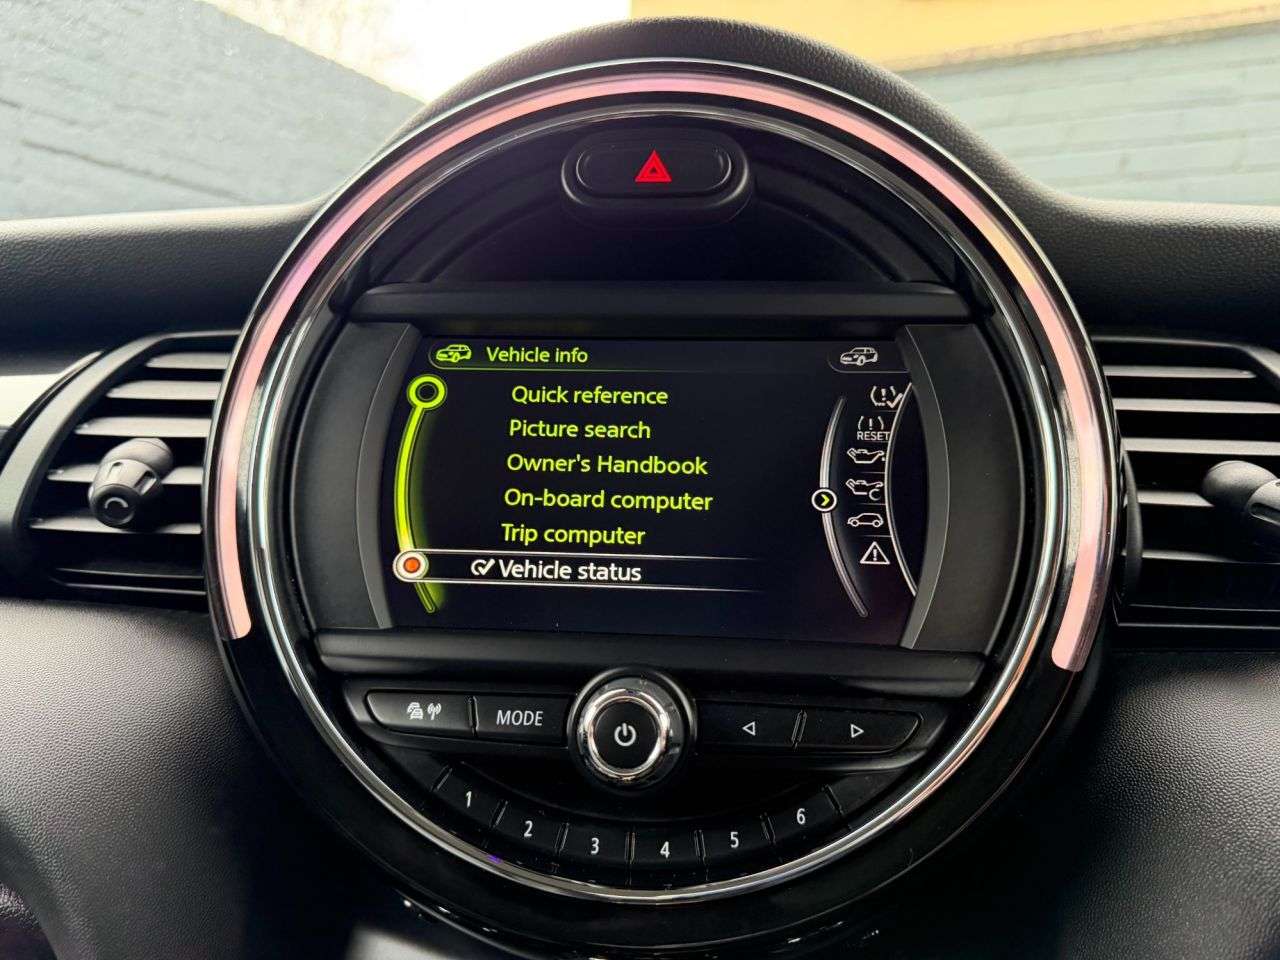 Vehicle info
Quick reference
Picture search
Owner's Handbook
On-board computer
Trip computer
Vehicle status
RESET
MODE
1
2
3
4
5
6